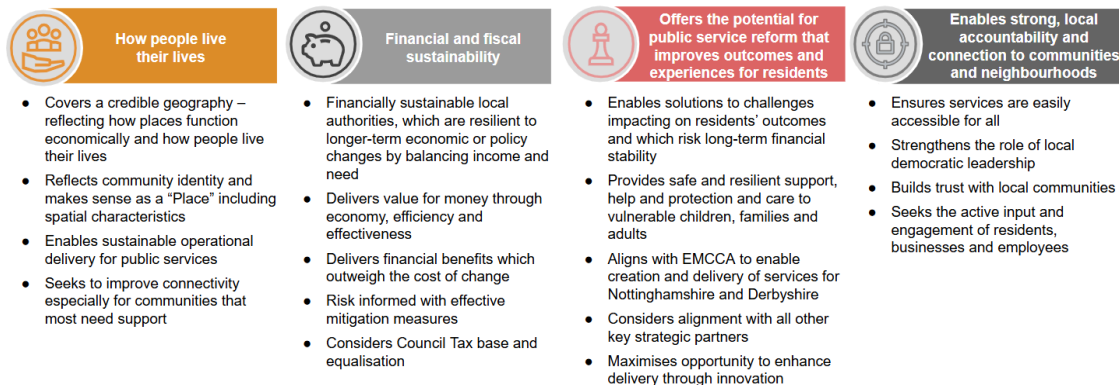 How people live
their lives
● Covers a credible geography –
reflecting how places function
economically and how people live
their lives
● Reflects community identity and
makes sense as a “Place” including
spatial characteristics
● Enables sustainable operational
delivery for public services
● Seeks to improve connectivity
especially for communities that
most need support
Financial and fiscal
sustainability
● Financially sustainable local
authorities, which are resilient to
longer-term economic or policy
changes by balancing income and
need
● Delivers value for money through
economy, efficiency and
effectiveness
● Delivers financial benefits which
outweigh the cost of change
● Risk informed with effective
mitigation measures
● Considers Council Tax base and
equalisation
Offers the potential for
public service reform that
improves outcomes and
experiences for residents
● Enables solutions to challenges
impacting on residents’ outcomes
and which risk long-term financial
stability
● Provides safe and resilient support,
help and protection and care to
vulnerable children, families and
adults
● Aligns with EMCCA to enable
creation and delivery of services for
Nottinghamshire and Derbyshire
● Considers alignment with all other
key strategic partners
● Maximises opportunity to enhance
delivery through innovation
Enables strong, local
accountability and
connection to communities
and neighbourhoods
● Ensures services are easily
accessible for all
● Strengthens the role of local
democratic leadership
● Builds trust with local communities
● Seeks the active input and
engagement of residents,
businesses and employees